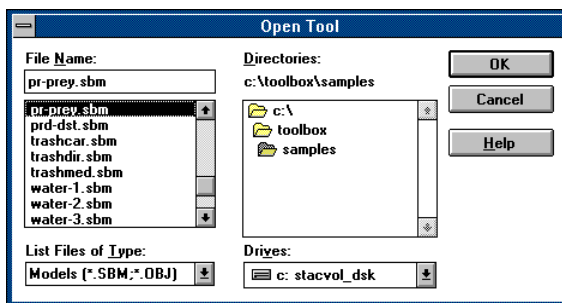 Open Tool
File Name:
pr-prey.sbm
pr-prey.sbm
prd-dst.sbm
trashcar.sbm
trashdir.sbm
trashmed.sbm
water-1.sbm
water-2.sbm
water-3.sbm
List Files of Type:
Models (*.SBM;*.OBJ)
Directories:
c:\toolbox\samples
c:\
toolbox
samples
Drives:
c: stacvol_dsk
OK
Cancel
Help